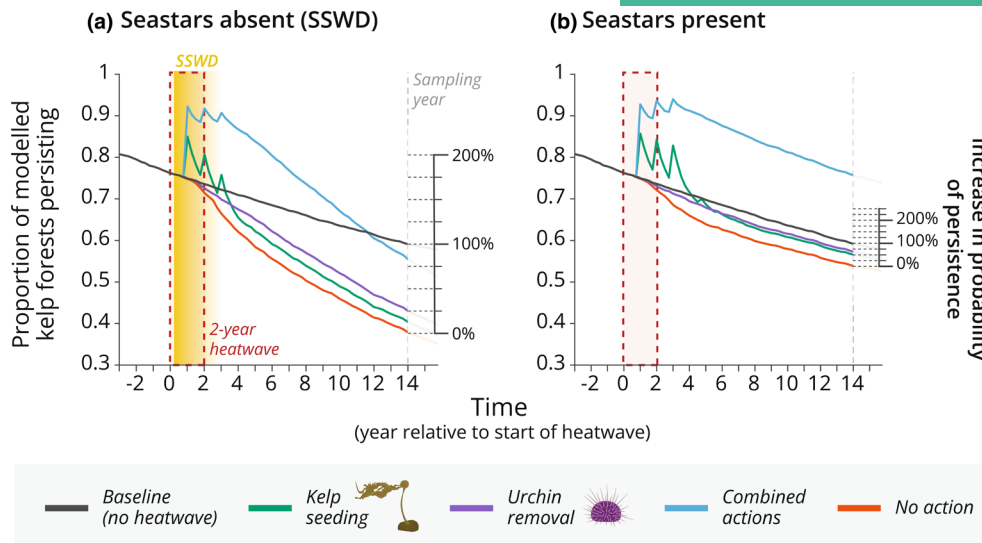 (a) Seastars absent (SSWD)
(b) Seastars present
SSWD
Sampling
year
Proportion of modelled
kelp forests persisting
1
0.9
0.8
0.7
0.6
0.5
0.4
0.3
200%
100%
0%
2-year
heatwave
-2 0 2 4 6 8 10 12 14
1
0.9
0.8
0.7
0.6
0.5
0.4
0.3
200%
100%
0%
Increase in probability
of persistence
-2 0 2 4 6 8 10 12 14
Time
(year relative to start of heatwave)
Baseline
(no heatwave)
Kelp
seeding
Urchin
removal
Combined
actions
No action